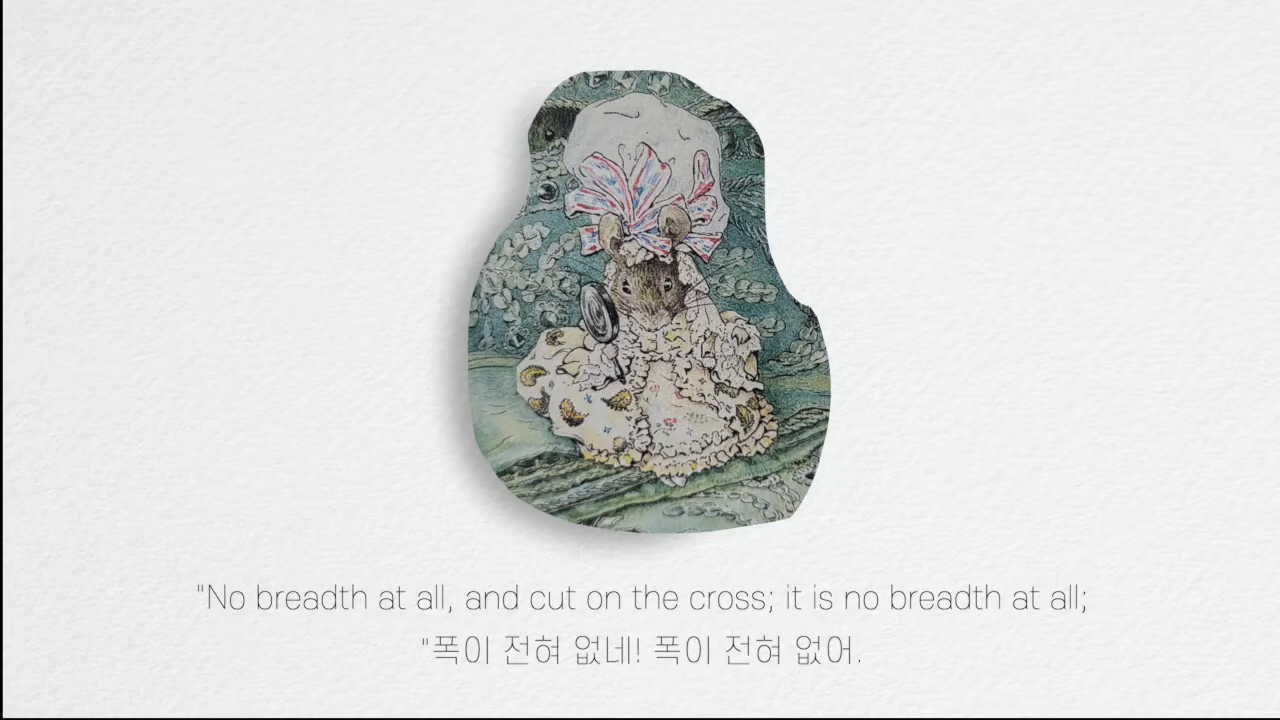 "No breadth at all, and cut on the cross; it is no breadth at all;
"폭이 전혀 없네! 폭이 전혀 없어.